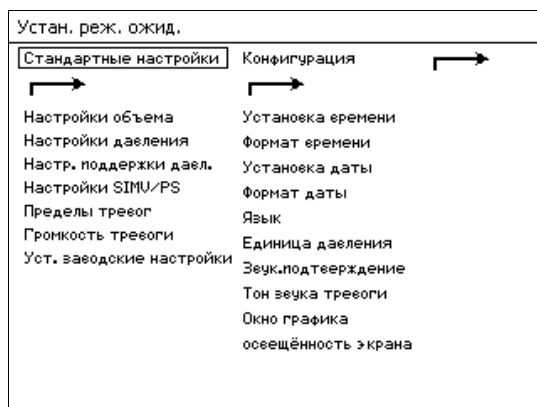 Устан. реж. ожид.
Стандартные настройки
Настройки объема
Настройки давления
Настр. поддержки давл.
Настройки SIMV/PS
Пределы тревог
Громкость тревоги
Уст. заводские настройки
Конфигурация
Установка времени
Формат времени
Установка даты
Формат даты
Язык
Единица давления
Звук.подтверждение
Тон звука тревоги
Окно графика
освещённость экрана